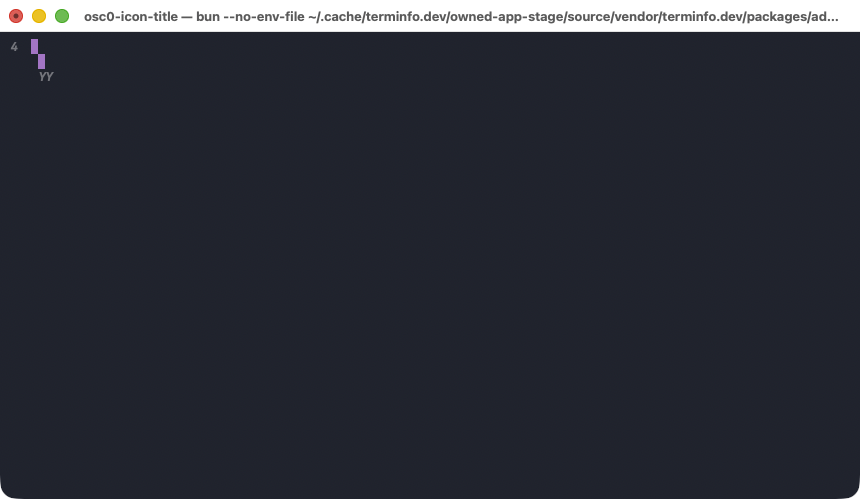 osc0-icon-title — bun --no-env-file ~/.cache/terminfo.dev/owned-app-stage/source/vendor/terminfo.dev/packages/ad...
4
YY